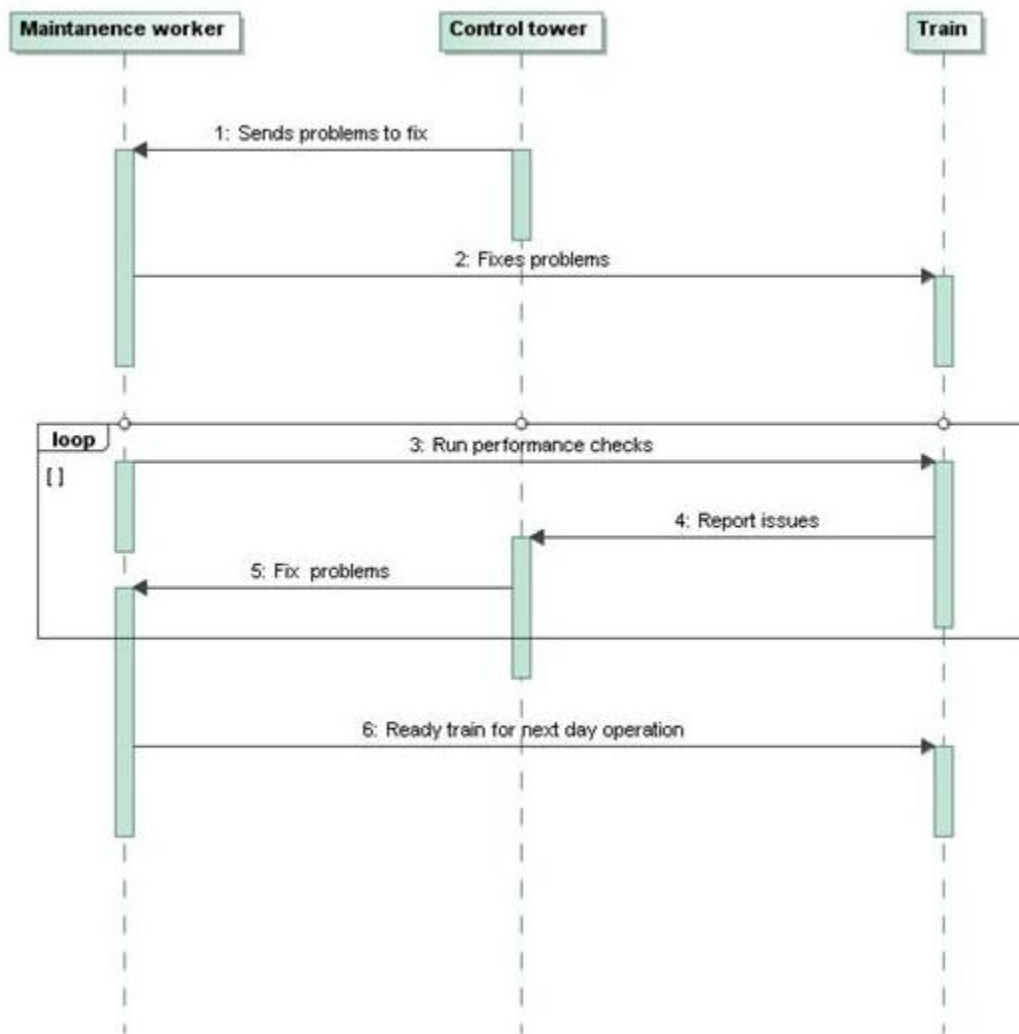 Maintanence worker
Control tower
Train
1: Sends problems to fix
2: Fixes problems
loop
3: Run performance checks
[ ]
4: Report issues
5: Fix  problems
6: Ready train for next day operation